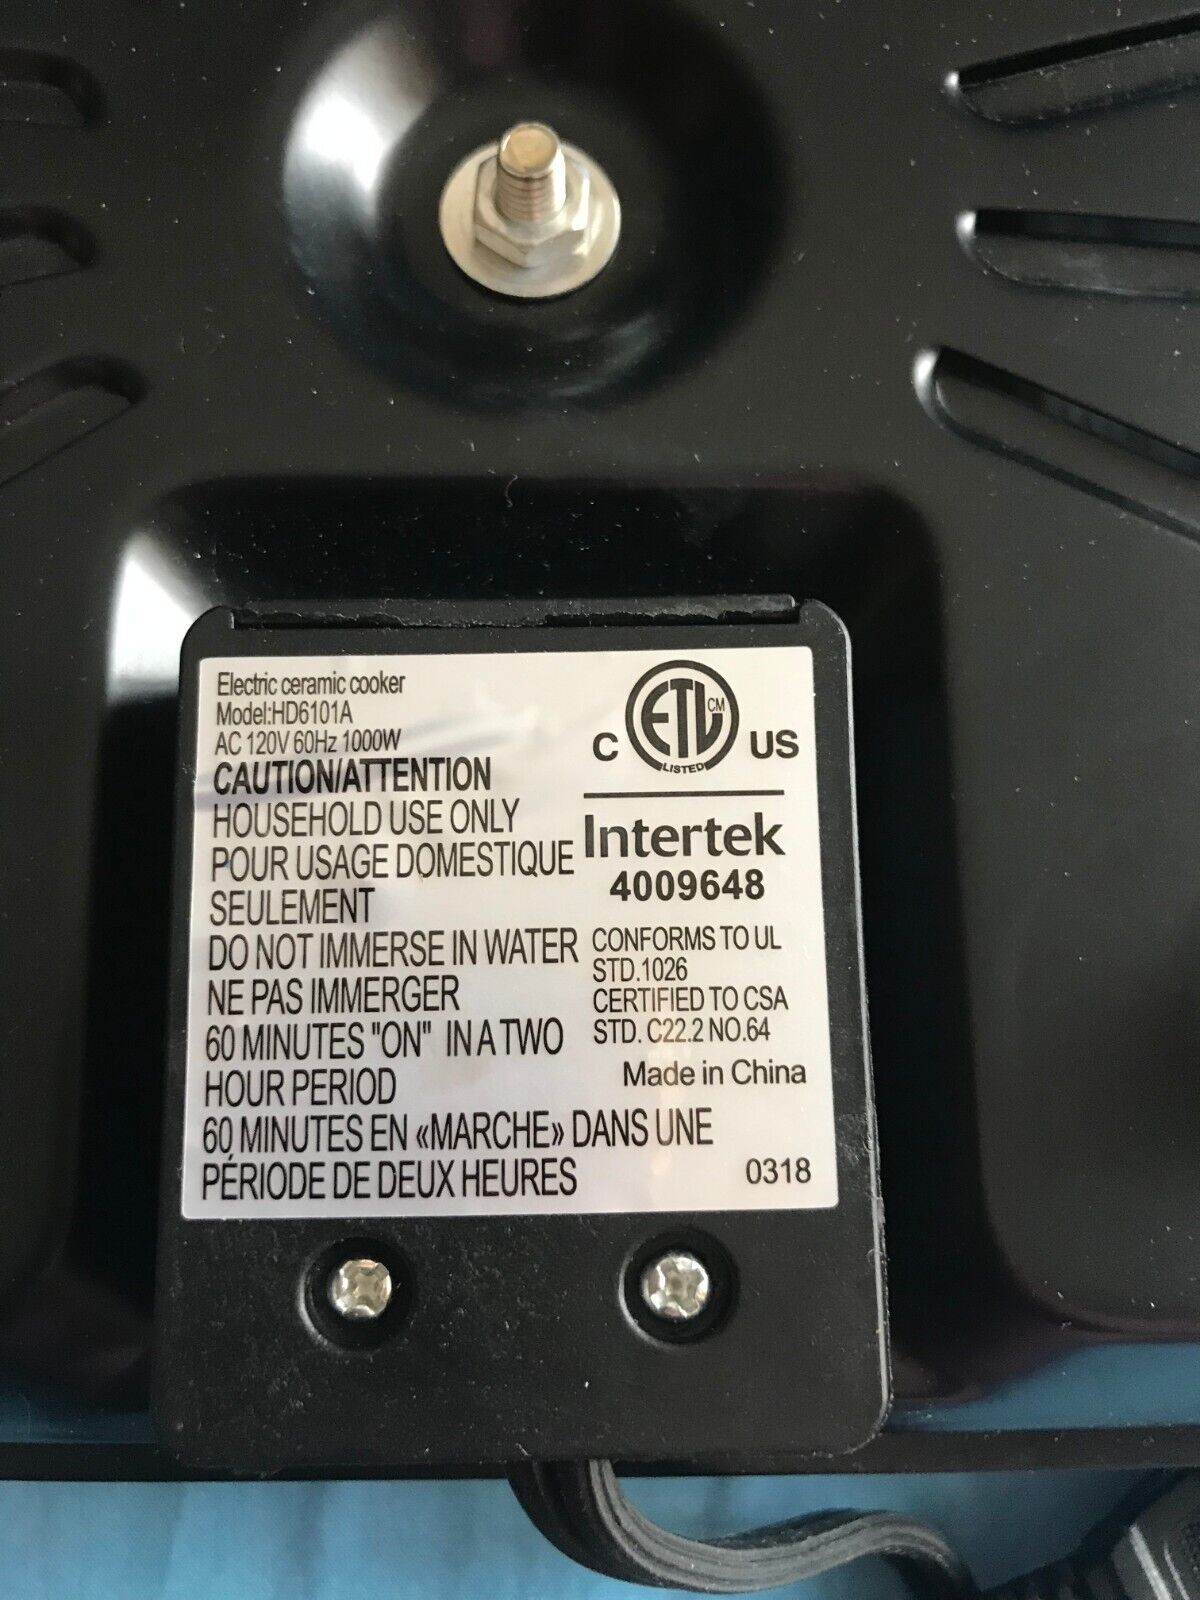 Electric ceramic cooker
Model:HD6101A
AC 120V 60Hz 1000W
CAUTION/ATTENTION
HOUSEHOLD USE ONLY
POUR USAGE DOMESTIQUE
SEULEMENT
DO NOT IMMERSE IN WATER
NE PAS IMMERGER
60 MINUTES "ON" IN A TWO
HOUR PERIOD
60 MINUTES EN «MARCHE» DANS UNE
PÉRIODE DE DEUX HEURES
ETL CM
LISTED
C US
Intertek
4009648
CONFORMS TO UL
STD.1026
CERTIFIED TO CSA
STD. C22.2 NO.64
Made in China
0318